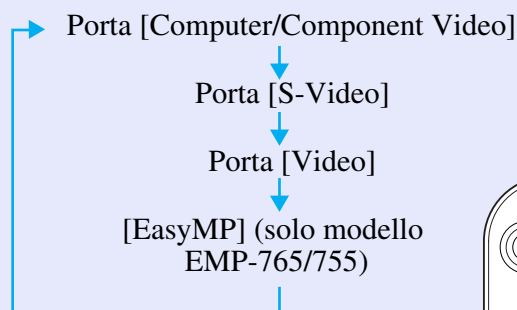 Porta [Computer/Component Video]
Porta [S-Video]
Porta [Video]
[EasyMP] (solo modello
EMP-765/755)